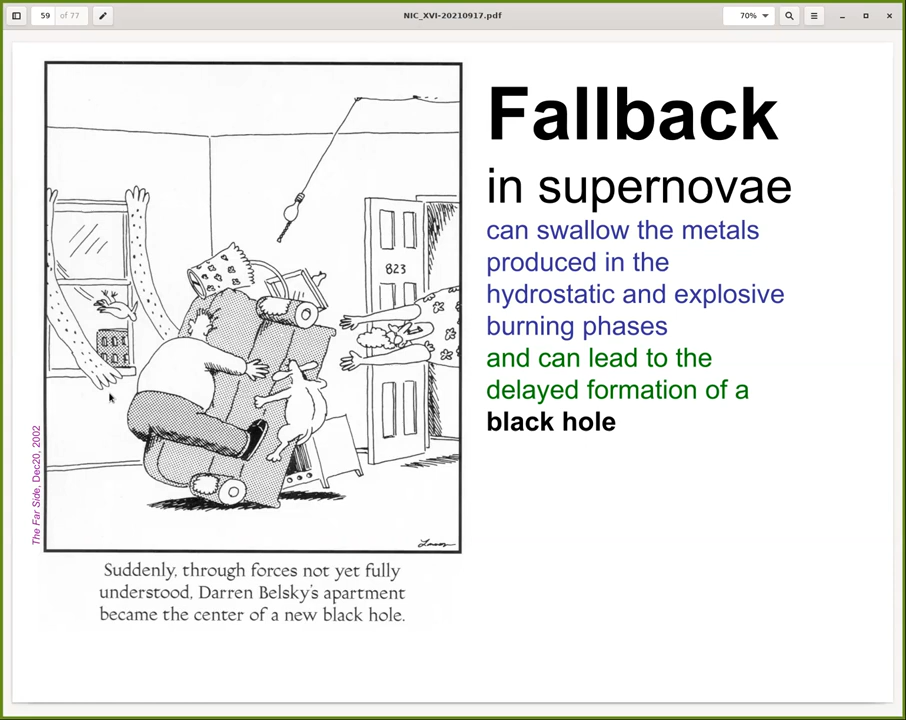 59 of 77
NIC_XVI-20210917.pdf
70%
Fallback
in supernovae
can swallow the metals
produced in the
hydrostatic and explosive
burning phases
and can lead to the
delayed formation of a
black hole
823
The Far Side, Dec20, 2002
Larson
Suddenly, through forces not yet fully
understood, Darren Belsky's apartment
became the center of a new black hole.